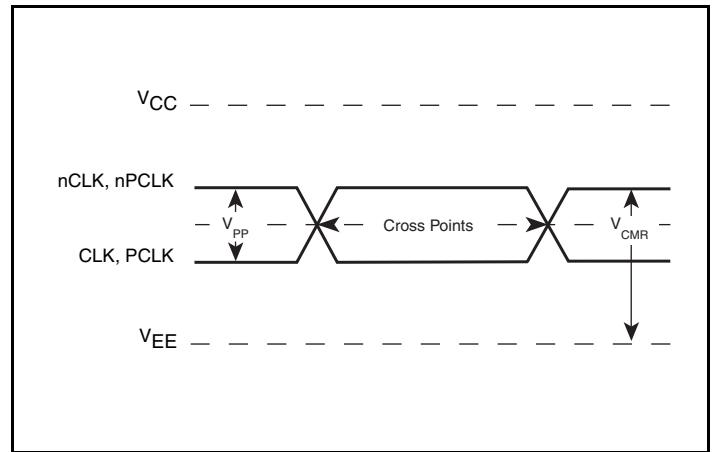 VCC
nCLK, nPCLK
VPP
Cross Points
VCMR
CLK, PCLK
VEE